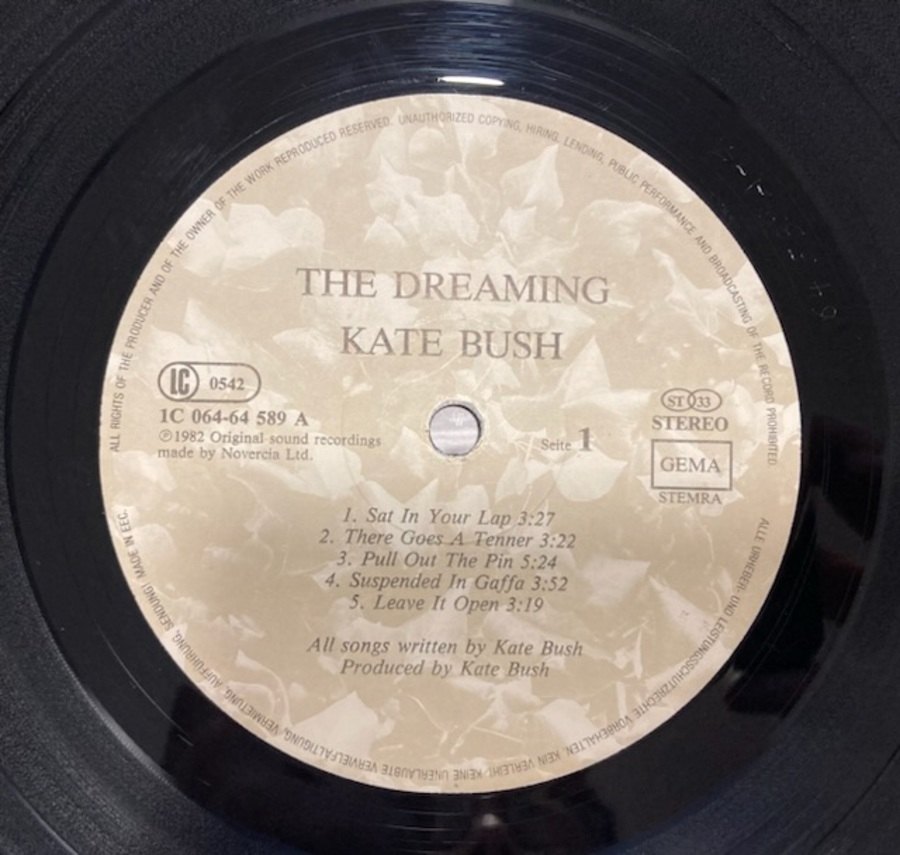 ALL RIGHTS OF THE PRODUCER AND OF THE OWNER OF THE WORK REPRODUCED RESERVED. UNAUTHORIZED COPYING, HIRING, LENDING, PUBLIC PERFORMANCE AND BROADCASTING OF THE RECORD PROHIBITED
THE DREAMING
KATE BUSH
LC 0542
1C 064-64 589 A
℗1982 Original sound recordings
made by Novercia Ltd.
Seite 1
ST 33
STEREO
GEMA
STEMRA
1. Sat In Your Lap 3:27
2. There Goes A Tenner 3:22
3. Pull Out The Pin 5:24
4. Suspended In Gaffa 3:52
5. Leave It Open 3:19
All songs written by Kate Bush
Produced by Kate Bush
ALLE URHEBER- UND LEISTUNGSSCHUTZRECHTE VORBEHALTEN. KEIN VERLEIH! KEINE UNERLAUBTE VERVIELFÄLTIGUNG, VERMIETUNG, AUFFÜHRUNG, SENDUNG! MADE IN EEC.